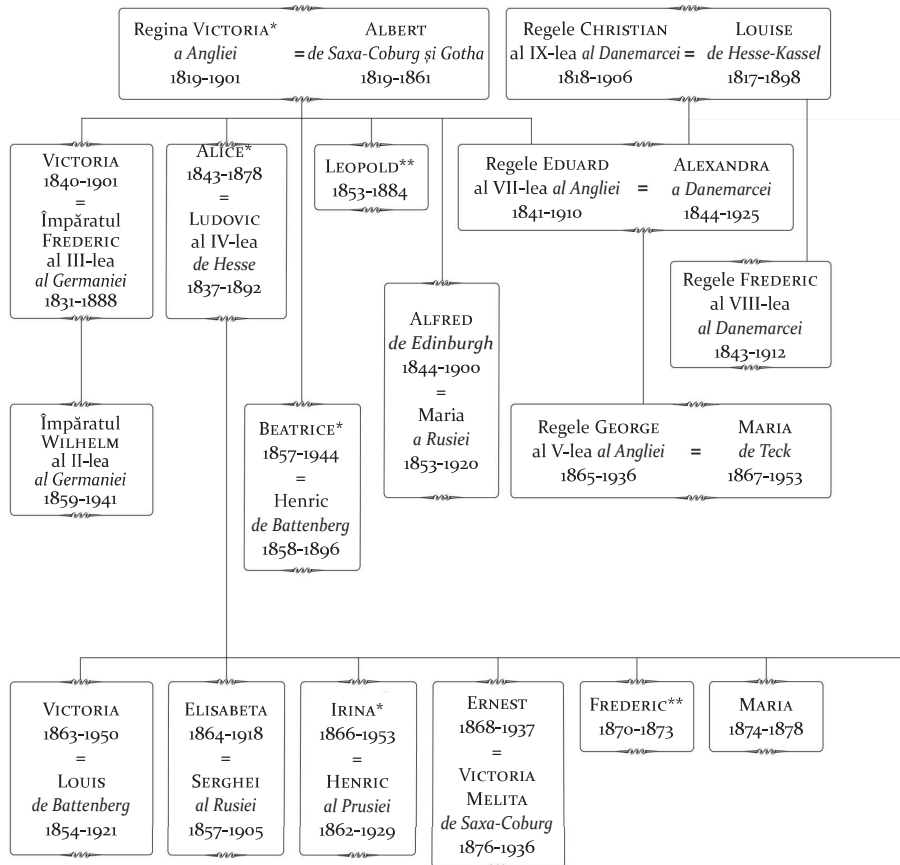 Regina VICTORIA*
a Angliei
1819-1901
=
ALBERT
de Saxa-Coburg și Gotha
1819-1861
Regele CHRISTIAN
al IX-lea al Danemarcei
1818-1906
=
LOUISE
de Hesse-Kassel
1817-1898
VICTORIA
1840-1901
=
Împăratul
FREDERIC
al III-lea
al Germaniei
1831-1888
ALICE*
1843-1878
=
LUDOVIC
al IV-lea
de Hesse
1837-1892
LEOPOLD**
1853-1884
Regele EDUARD
al VII-lea al Angliei
1841-1910
=
ALEXANDRA
a Danemarcei
1844-1925
ALFRED
de Edinburgh
1844-1900
=
Maria
a Rusiei
1853-1920
Regele FREDERIC
al VIII-lea
al Danemarcei
1843-1912
Împăratul
WILHELM
al II-lea
al Germaniei
1859-1941
BEATRICE*
1857-1944
=
Henric
de Battenberg
1858-1896
Regele GEORGE
al V-lea al Angliei
1865-1936
=
MARIA
de Teck
1867-1953
VICTORIA
1863-1950
=
LOUIS
de Battenberg
1854-1921
ELISABETA
1864-1918
=
SERGHEI
al Rusiei
1857-1905
IRINA*
1866-1953
=
HENRIC
al Prusiei
1862-1929
ERNEST
1868-1937
=
VICTORIA
MELITA
de Saxa-Coburg
1876-1936
FREDERIC**
1870-1873
MARIA
1874-1878